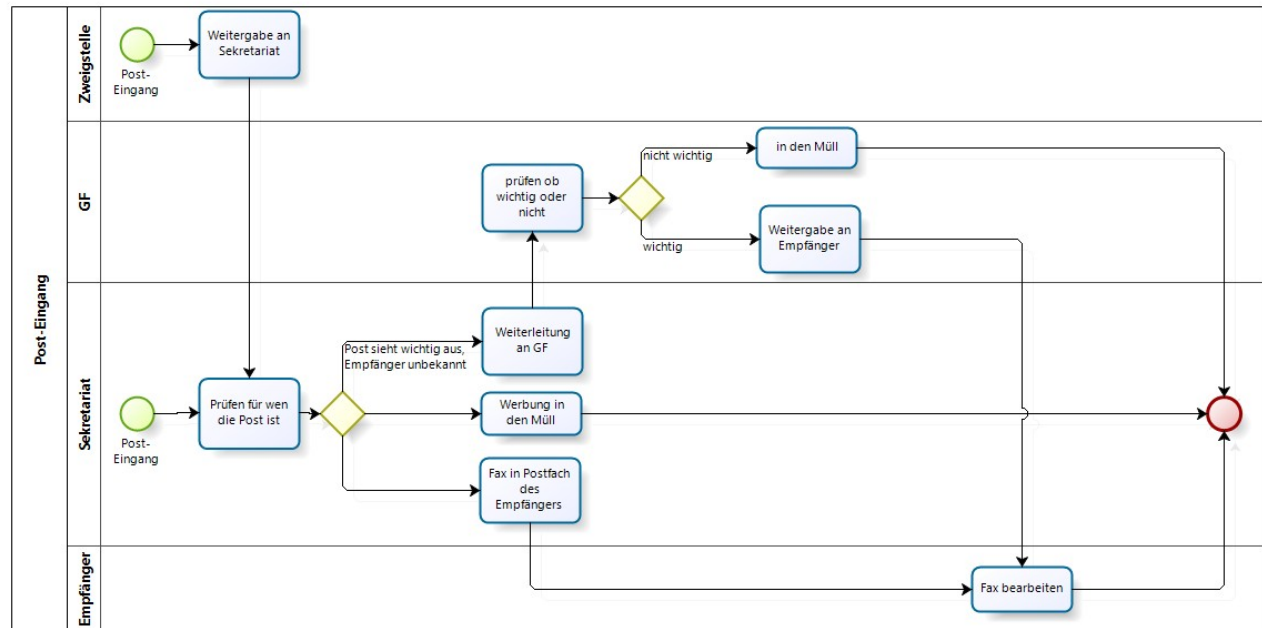 Post-Eingang
Zweigstelle
Post-
Eingang
Weitergabe an
Sekretariat
GF
prüfen ob
wichtig oder
nicht
nicht wichtig
in den Müll
wichtig
Weitergabe an
Empfänger
Sekretariat
Post-
Eingang
Prüfen für wen
die Post ist
Post sieht wichtig aus,
Empfänger unbekannt
Weiterleitung
an GF
Werbung in
den Müll
Fax in Postfach
des
Empfängers
Empfänger
Fax bearbeiten